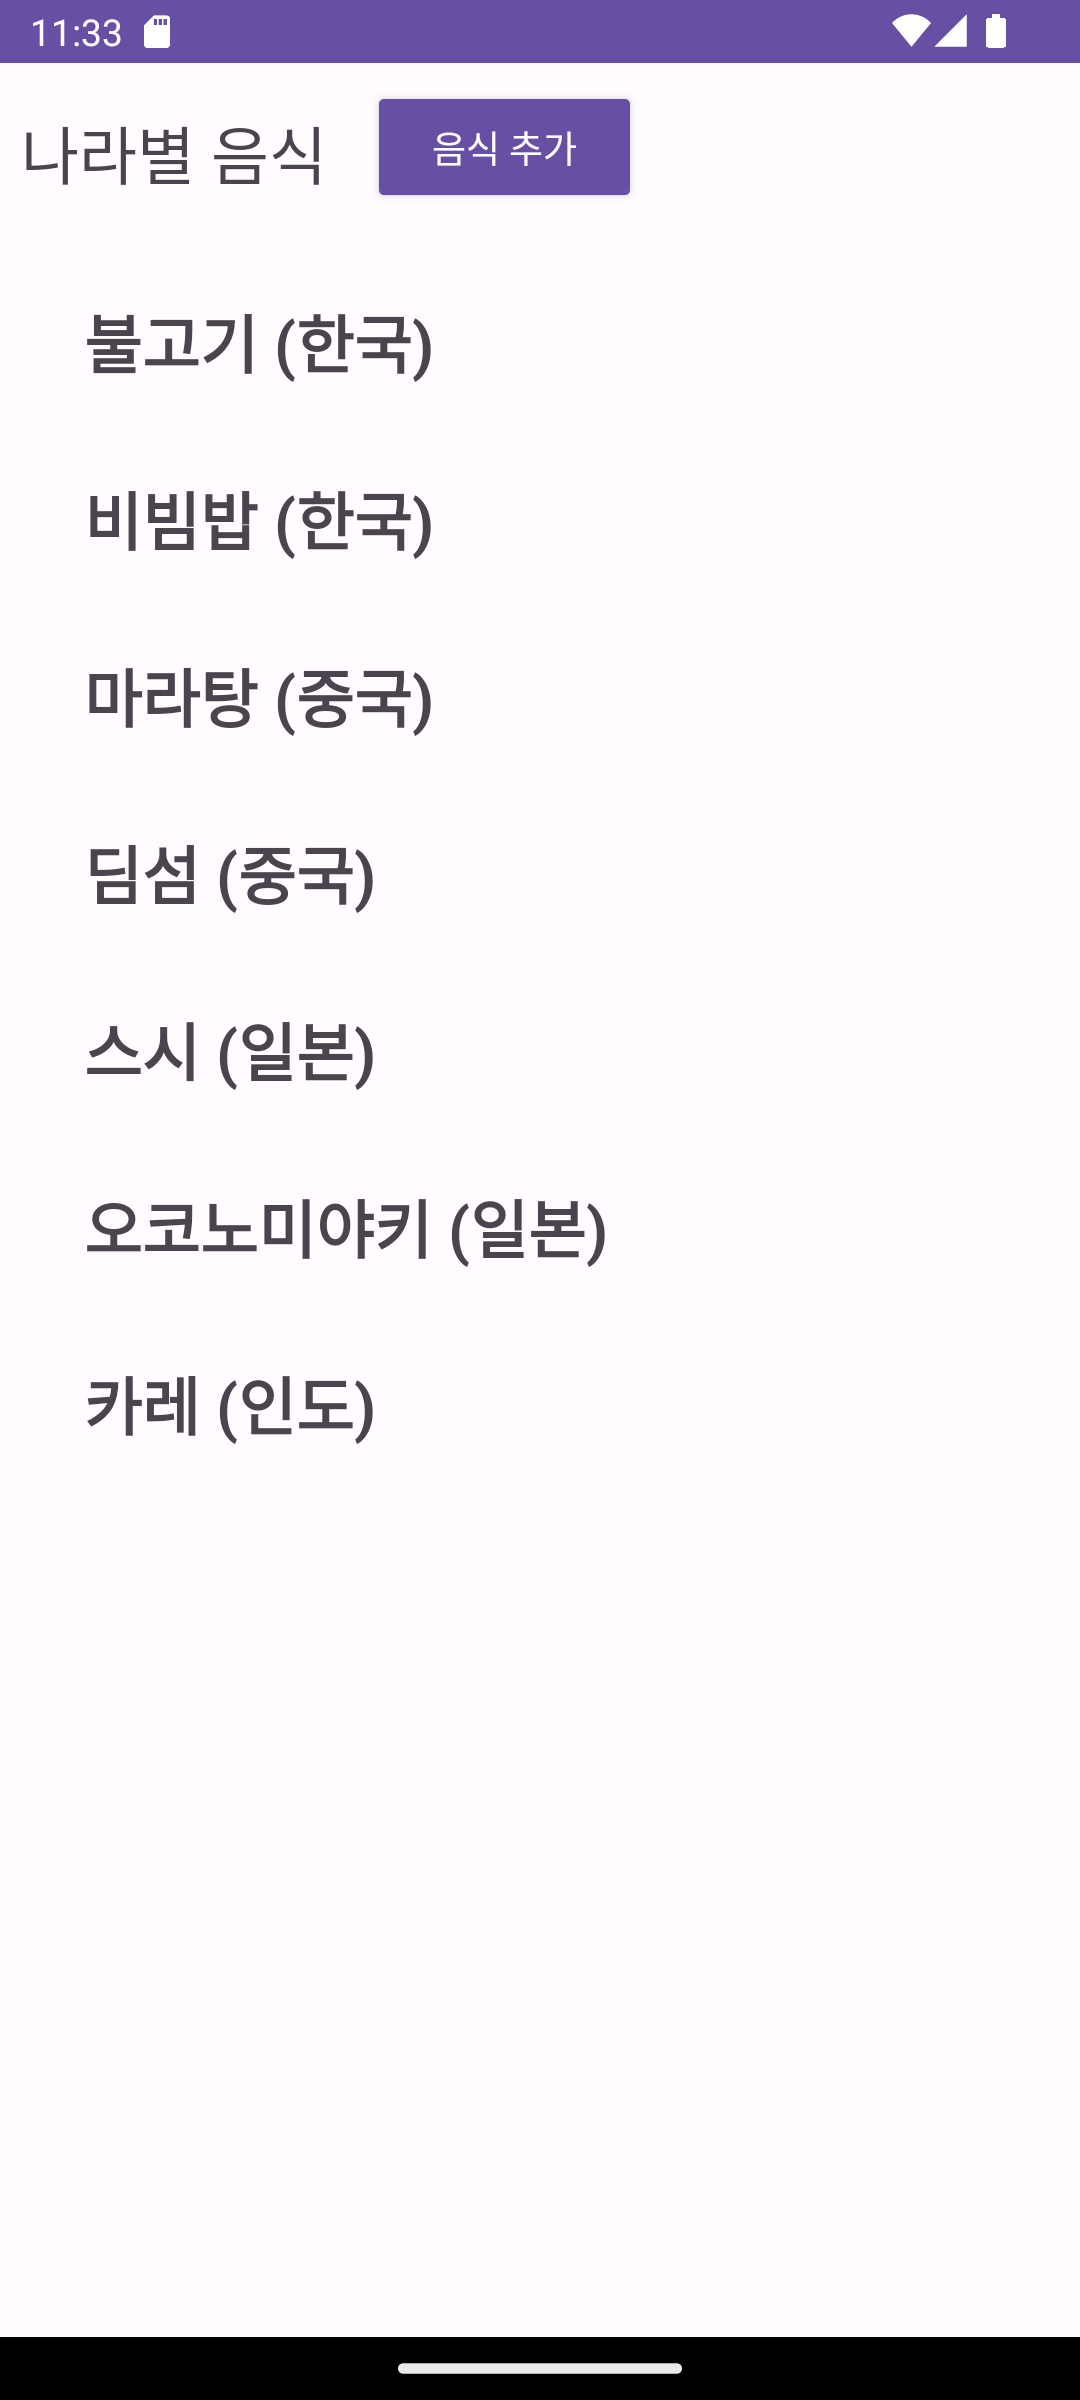 11:33
나라별 음식
음식 추가
불고기 (한국)
비빔밥 (한국)
마라탕 (중국)
딤섬 (중국)
스시 (일본)
오코노미야키 (일본)
카레 (인도)